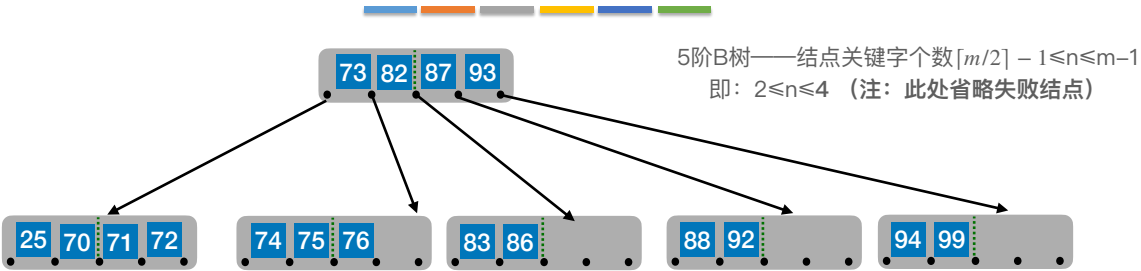 5阶B树——结点关键字个数⌈m/2⌉ – 1≤n≤m–1
即：2≤n≤4 （注：此处省略失败结点）
73 82 87 93
25 70 71 72 74 75 76 83 86 88 92 94 99